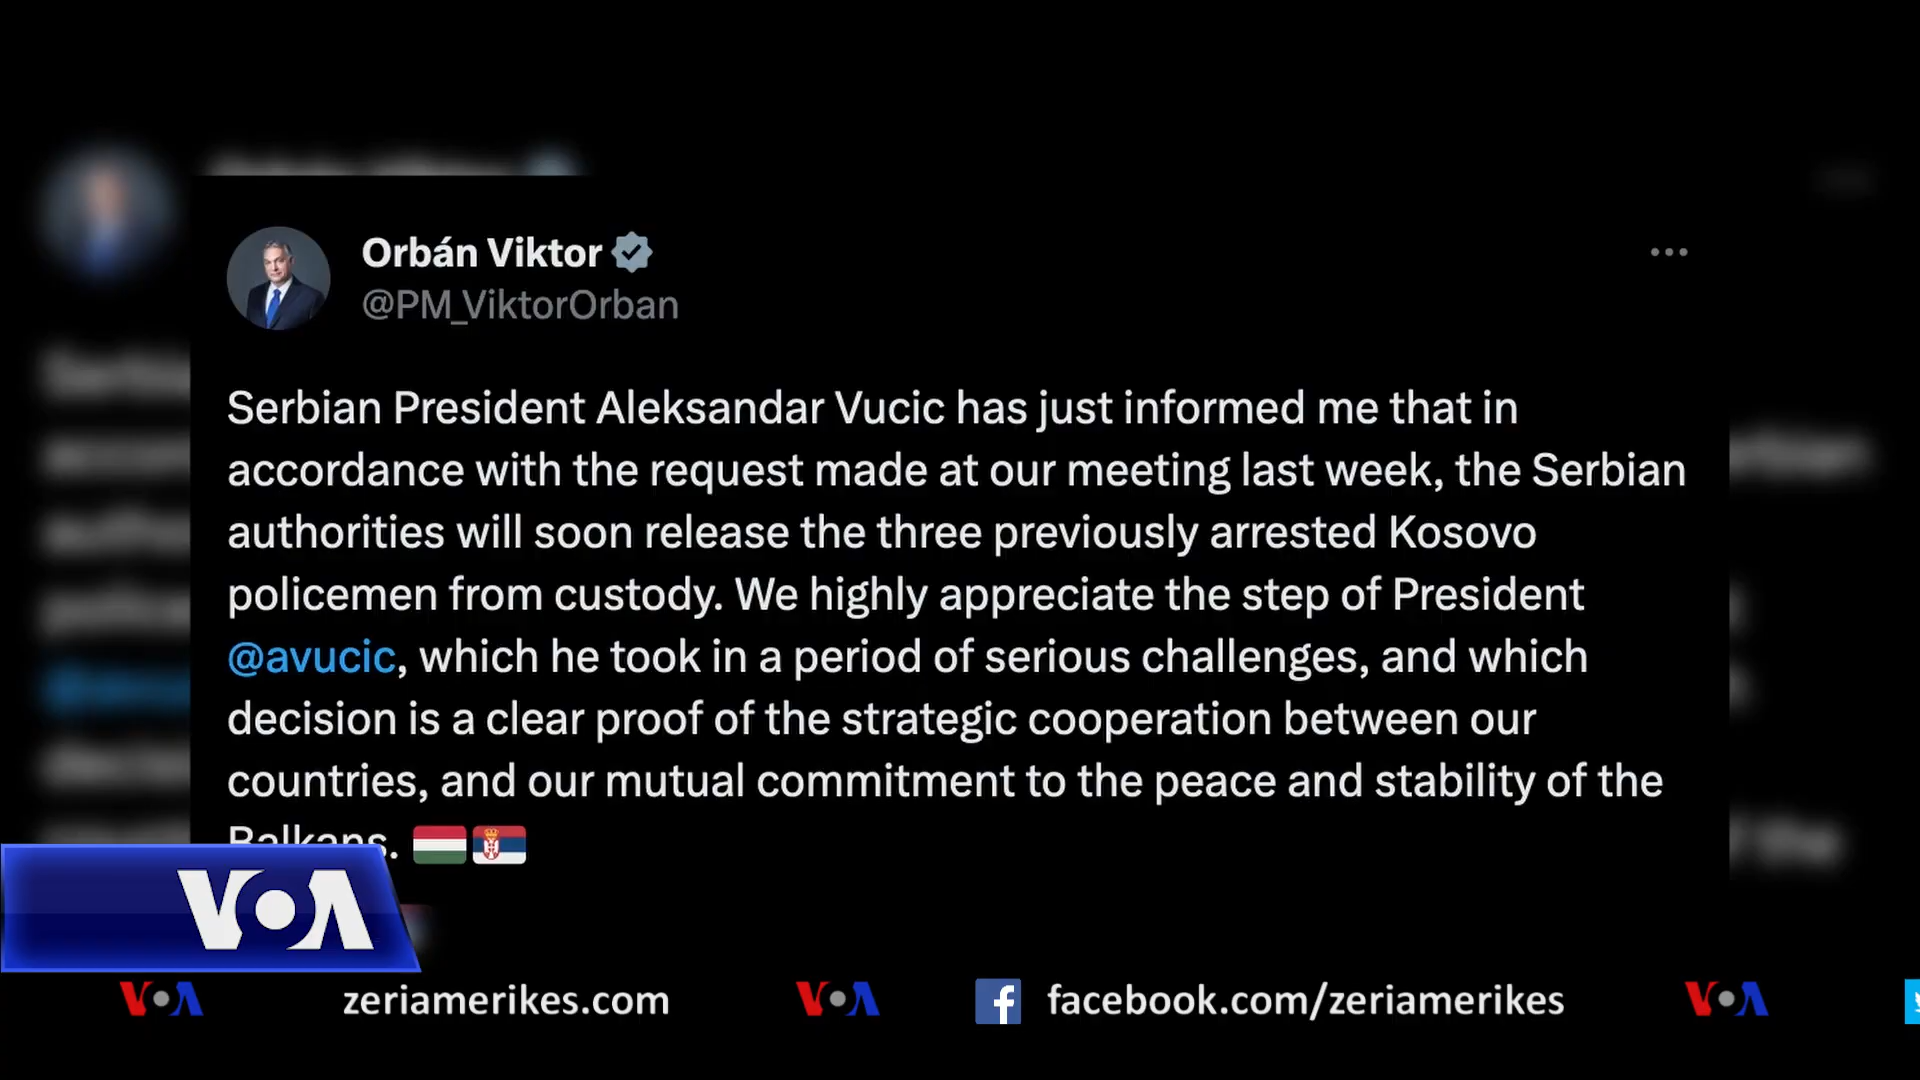 Orbán Viktor
@PM_ViktorOrban
Serbian President Aleksandar Vucic has just informed me that in
accordance with the request made at our meeting last week, the Serbian
authorities will soon release the three previously arrested Kosovo
policemen from custody. We highly appreciate the step of President
@avucic, which he took in a period of serious challenges, and which
decision is a clear proof of the strategic cooperation between our
countries, and our mutual commitment to the peace and stability of the
Balkans.
VOA
VOA zeriamerikes.com VOA facebook.com/zeriamerikes VOA